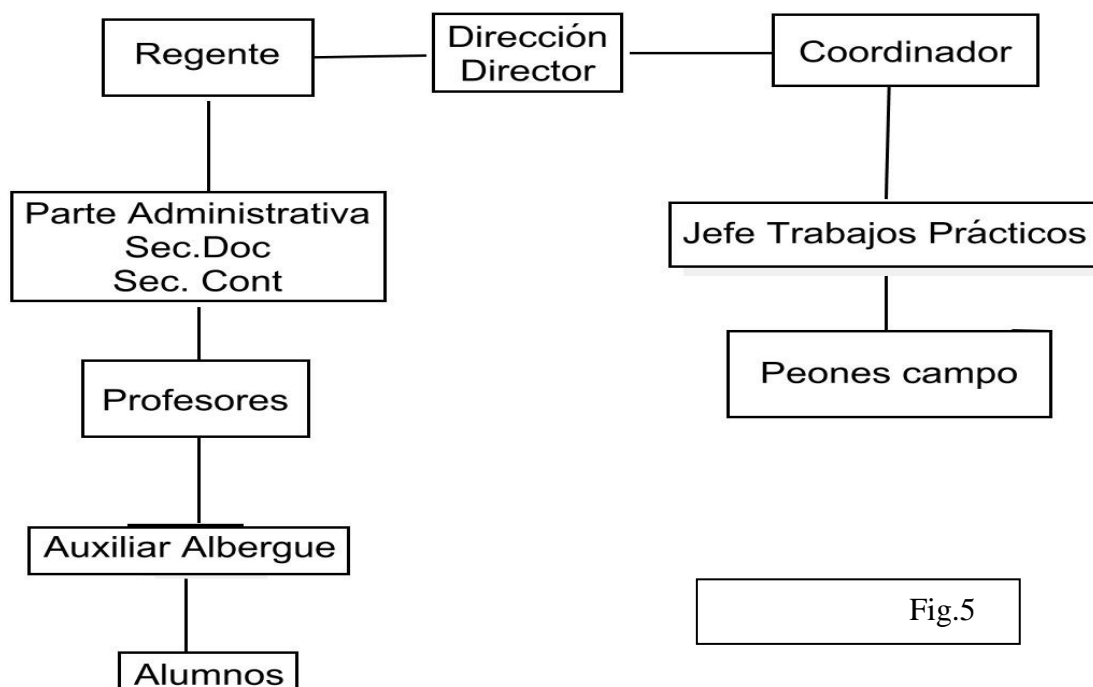 Regente
Dirección
Director
Coordinador
Parte Administrativa
Sec.Doc
Sec. Cont
Jefe Trabajos Prácticos
Profesores
Peones campo
Auxiliar Albergue
Fig.5
Alumnos